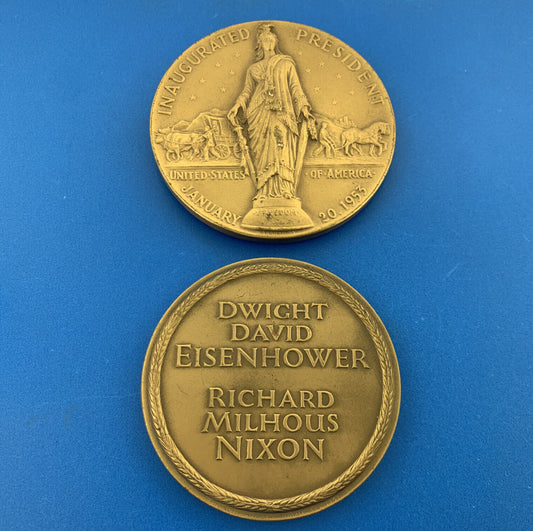 INAUGURATED PRESIDENT
UNITED·STATES ·OF·AMERICA·
JANUARY 20·1953
DWIGHT
DAVID
EISENHOWER
RICHARD
MILHOUS
NIXON